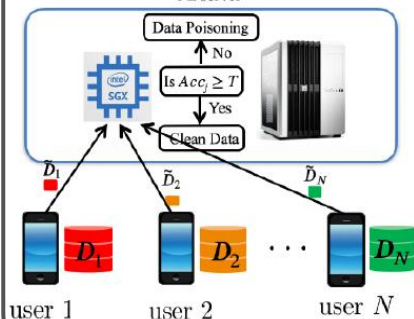 Data Poisoning
No
intel
SGX
Is Acc_j ≥ T
Yes
Clean Data
D̃_1
D̃_2
D̃_N
D_1
D_2
...
D_N
user 1
user 2
user N